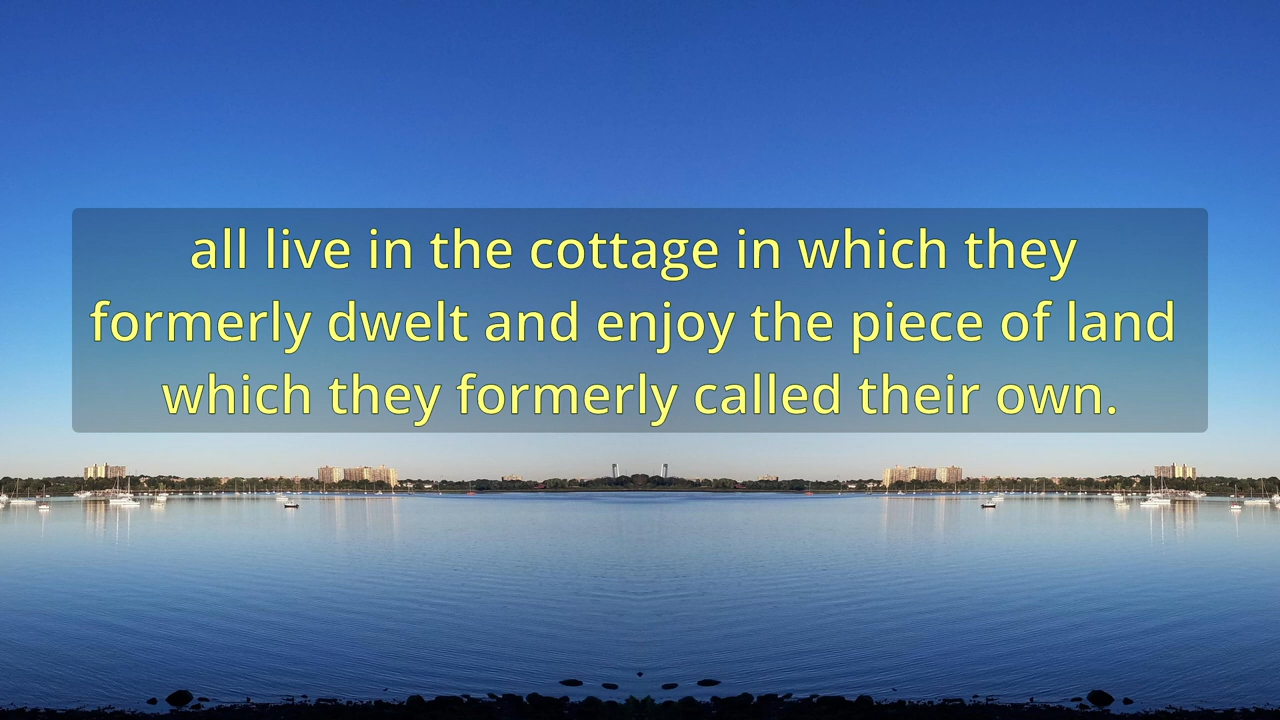 all live in the cottage in which they
formerly dwelt and enjoy the piece of land
which they formerly called their own.